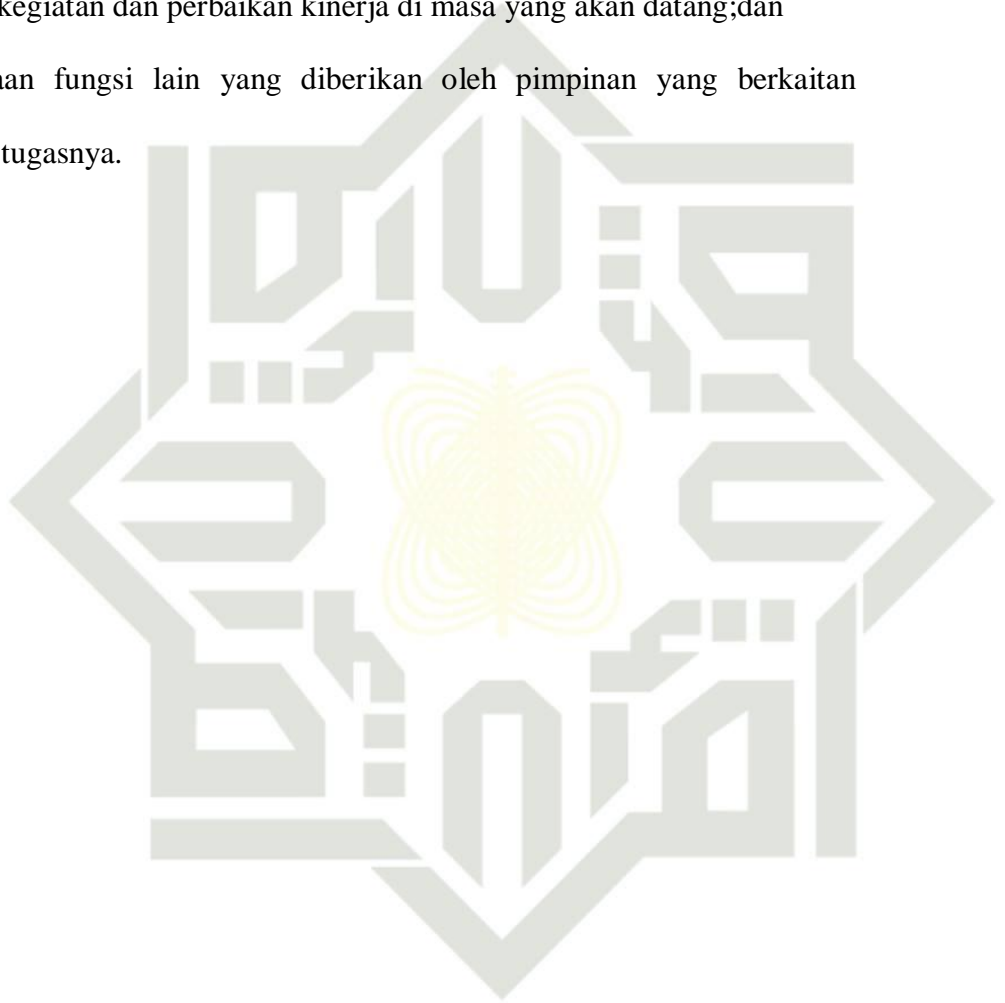 kegiatan dan perbaikan kinerja di masa yang akan datang;dan
fungsi lain yang diberikan oleh pimpinan yang berkaitan
tugasnya.